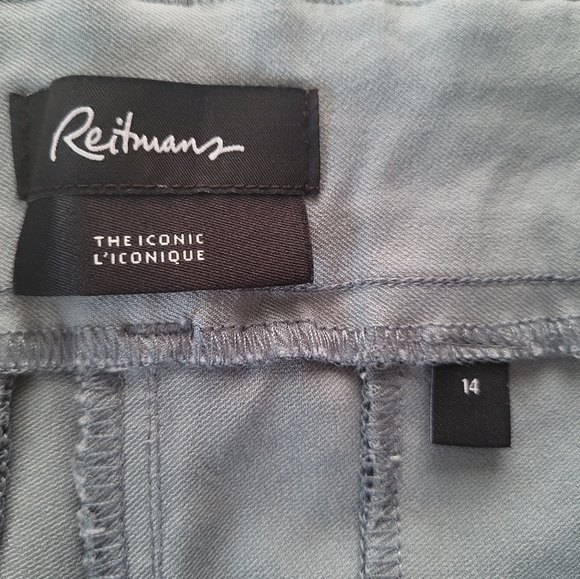 Reitmans
THE ICONIC
L'ICONIQUE
14